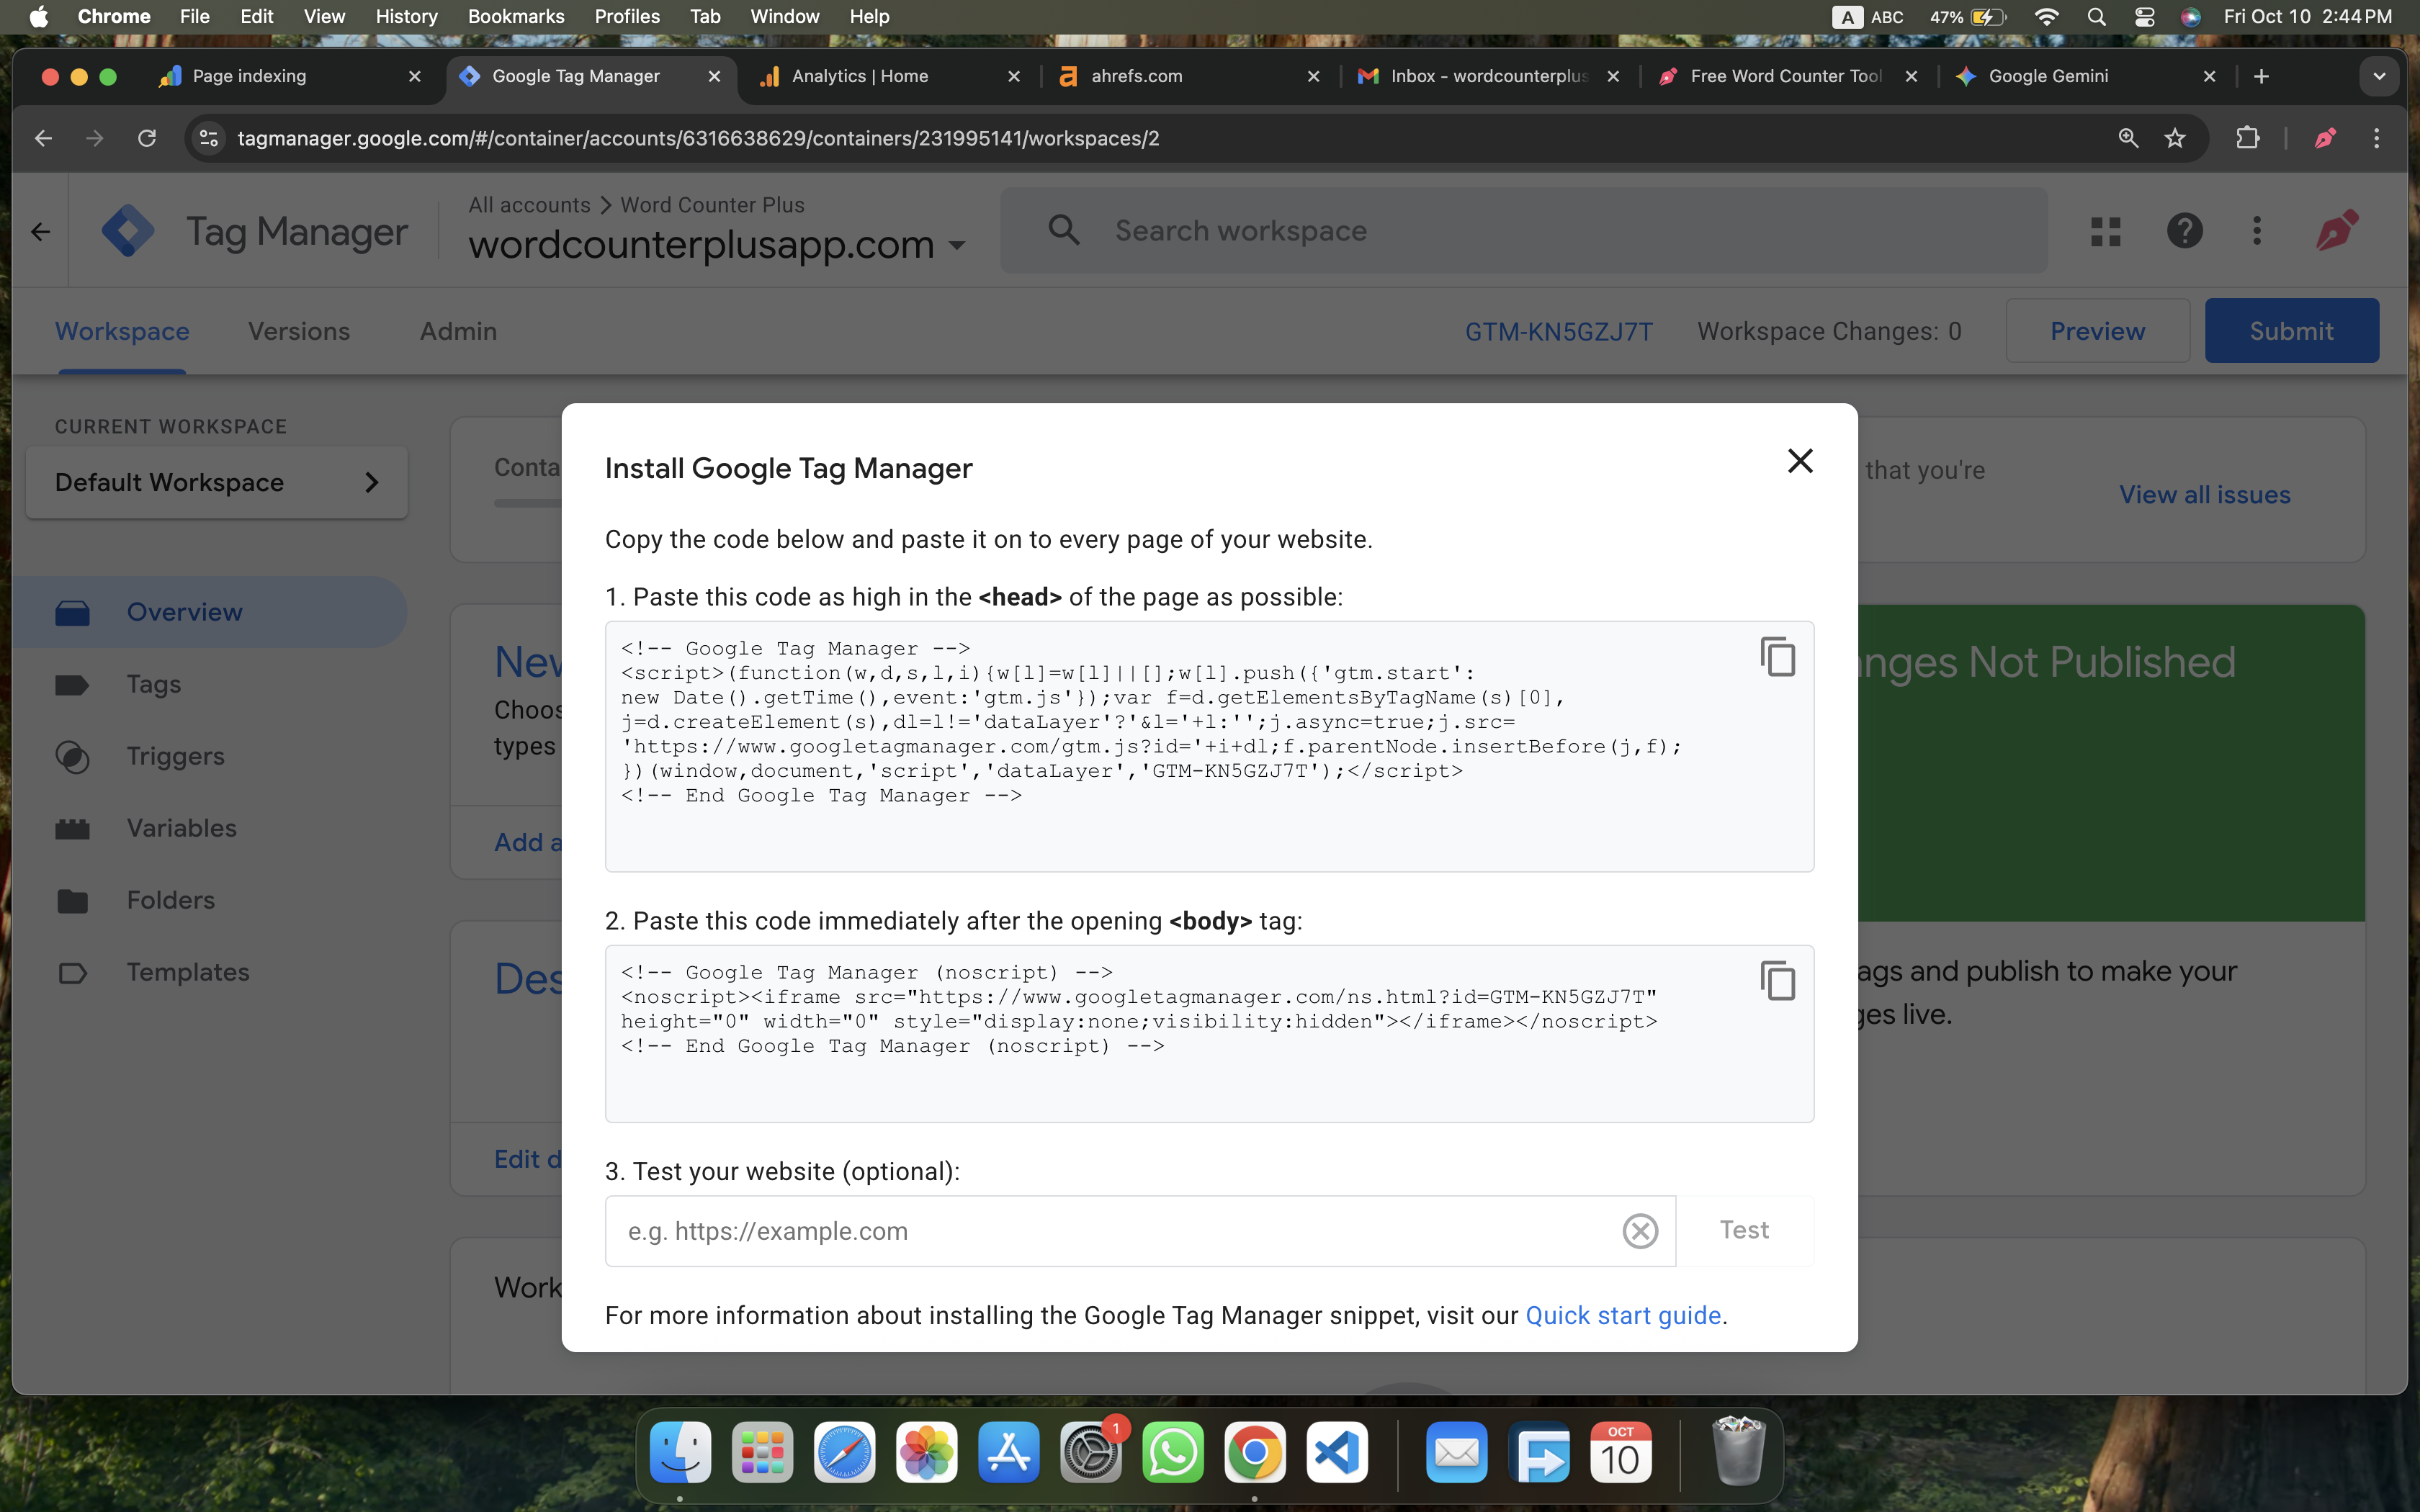 Chrome File Edit View History Bookmarks Profiles Tab Window Help A ABC 47% Fri Oct 10 2:44 PM
Page indexing Google Tag Manager Analytics | Home ahrefs.com Inbox - wordcounterplus Free Word Counter Tool Google Gemini
tagmanager.google.com/#/container/accounts/6316638629/containers/231995141/workspaces/2
Tag Manager
All accounts > Word Counter Plus
wordcounterplusapp.com
Search workspace
Workspace Versions Admin GTM-KN5GZJ7T Workspace Changes: 0 Preview Submit
CURRENT WORKSPACE
Default Workspace
Overview
Tags
Triggers
Variables
Folders
Templates
Conta
that you're
View all issues
New
Choos
types
Add a
anges Not Published
Des
ags and publish to make your
ges live.
Edit d
Work
Install Google Tag Manager
Copy the code below and paste it on to every page of your website.
1. Paste this code as high in the <head> of the page as possible:
<!-- Google Tag Manager -->
<script>(function(w,d,s,l,i){w[l]=w[l]||[];w[l].push({'gtm.start':
new Date().getTime(),event:'gtm.js'});var f=d.getElementsByTagName(s)[0],
j=d.createElement(s),dl=l!='dataLayer'?'&l='+l:'';j.async=true;j.src=
'https://www.googletagmanager.com/gtm.js?id='+i+dl;f.parentNode.insertBefore(j,f);
})(window,document,'script','dataLayer','GTM-KN5GZJ7T');</script>
<!-- End Google Tag Manager -->
2. Paste this code immediately after the opening <body> tag:
<!-- Google Tag Manager (noscript) -->
<noscript><iframe src="https://www.googletagmanager.com/ns.html?id=GTM-KN5GZJ7T"
height="0" width="0" style="display:none;visibility:hidden"></iframe></noscript>
<!-- End Google Tag Manager (noscript) -->
3. Test your website (optional):
e.g. https://example.com
Test
For more information about installing the Google Tag Manager snippet, visit our Quick start guide.
1
OCT
10